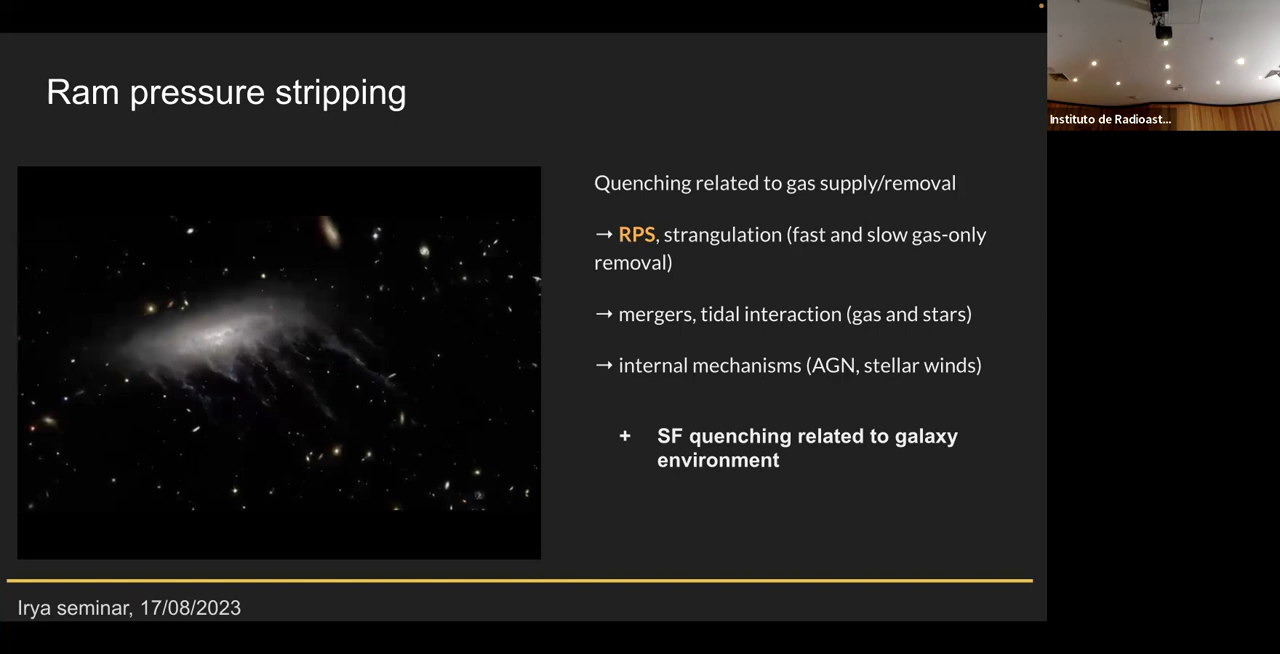 Ram pressure stripping
Instituto de Radioast...
Quenching related to gas supply/removal
→ RPS, strangulation (fast and slow gas-only
removal)
→ mergers, tidal interaction (gas and stars)
→ internal mechanisms (AGN, stellar winds)
+ SF quenching related to galaxy
environment
Irya seminar, 17/08/2023